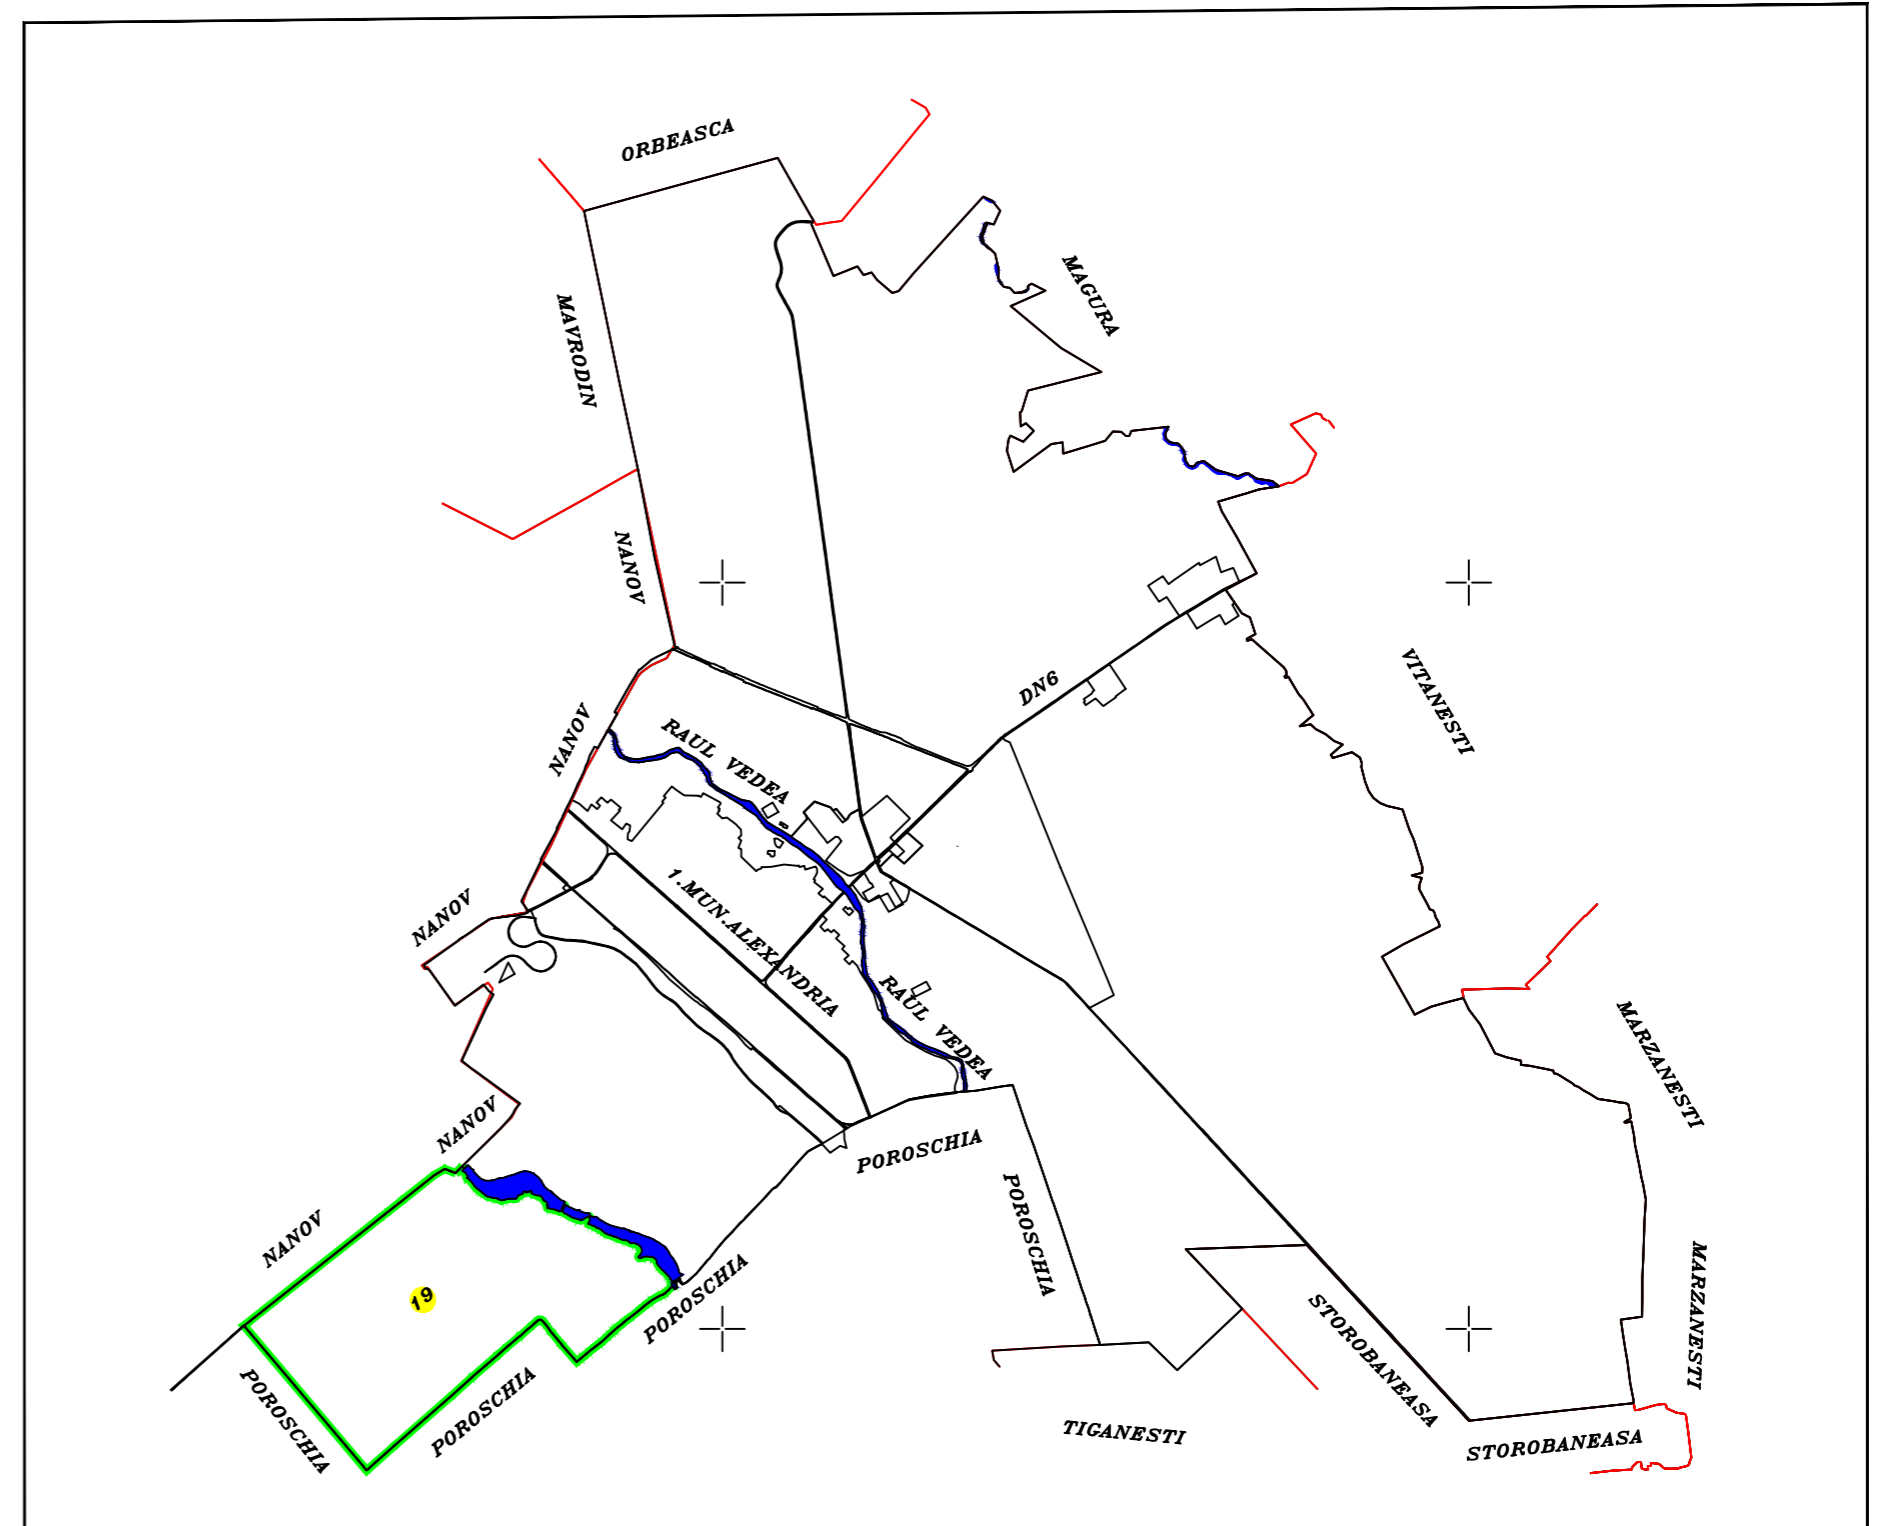 ORBEASCA
MAGURA
MAVRODIN
NANOV
VITANESTI
DN6
NANOV
RAUL VEDEA
1.MUN.ALEXANDRIA
NANOV
RAUL VEDEA
MARZANESTI
NANOV
POROSCHIA
POROSCHIA
NANOV
MARZANESTI
POROSCHIA
19
STOROBANEASA
POROSCHIA
POROSCHIA
TIGANESTI
STOROBANEASA